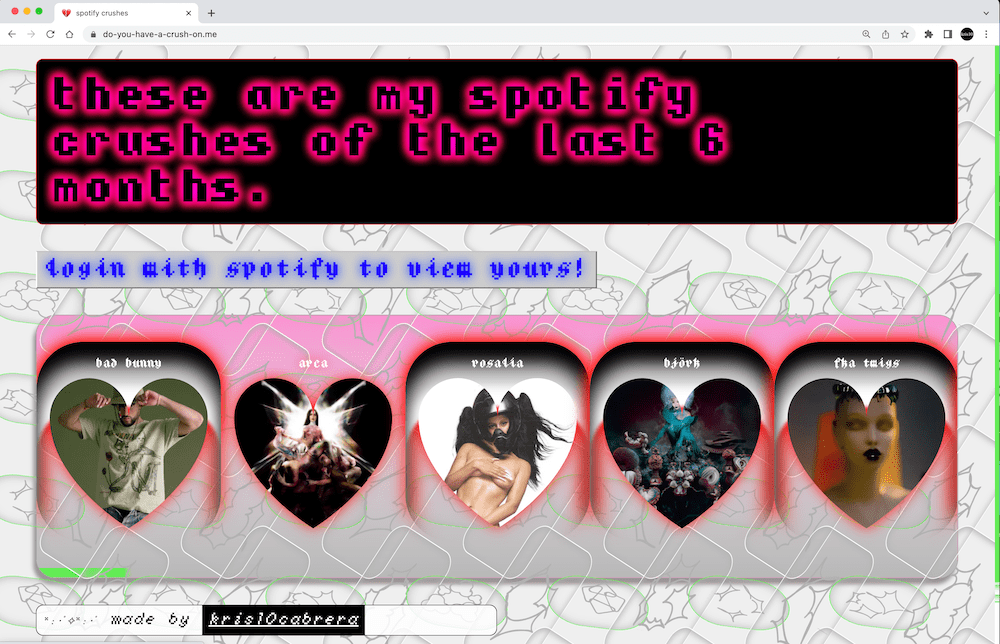 spotify crushes
do-you-have-a-crush-on.me
these are my spotify
crushes of the last 6
months.
login with spotify to view yours!
bad bunny
arca
rosalía
björk
fka twigs
made by kris10cabrera